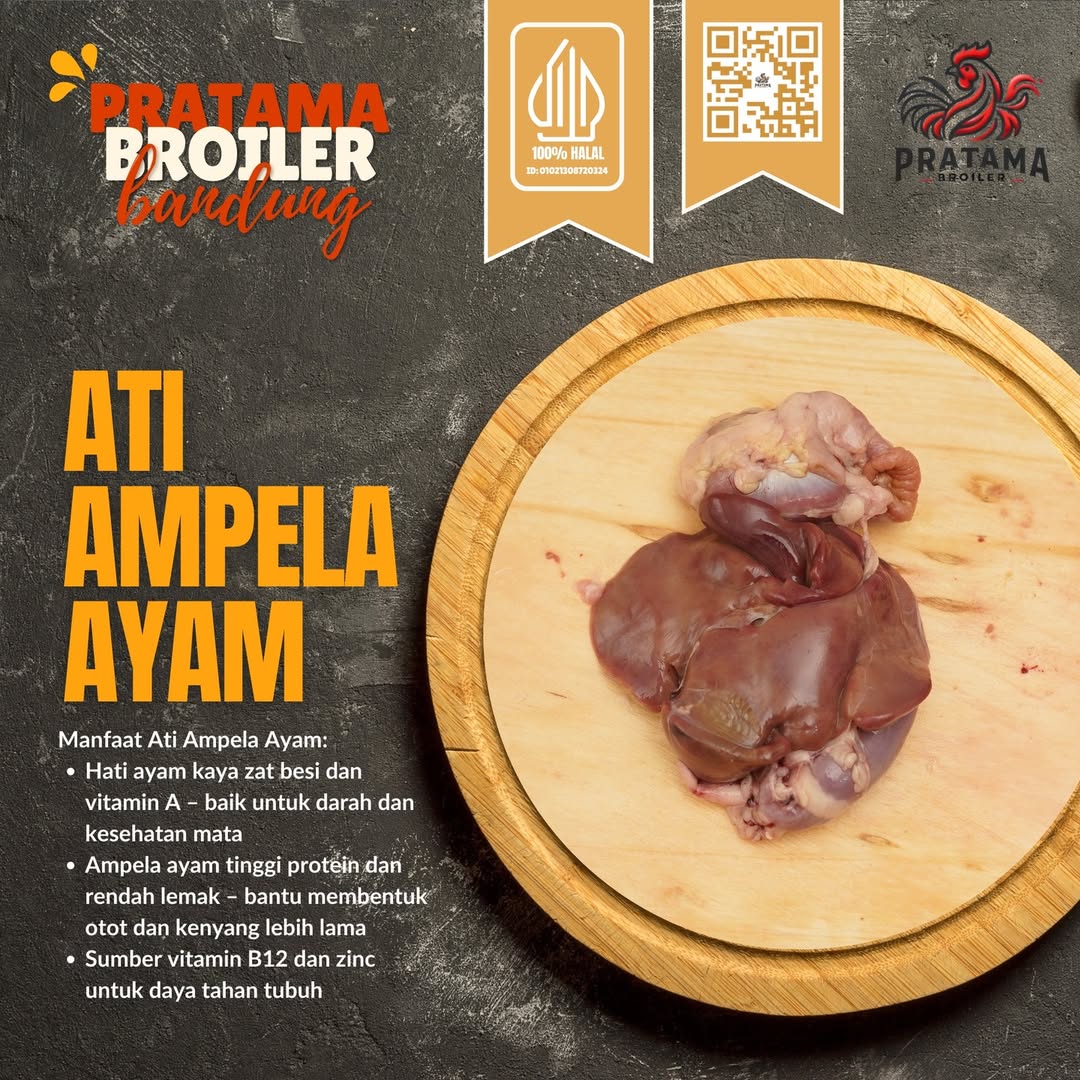 PRATAMA
BROILER
bandung
100% HALAL
ID: 01021308720324
PRATAMA
BROILER
ATI
AMPELA
AYAM
Manfaat Ati Ampela Ayam:
• Hati ayam kaya zat besi dan
vitamin A – baik untuk darah dan
kesehatan mata
• Ampela ayam tinggi protein dan
rendah lemak – bantu membentuk
otot dan kenyang lebih lama
• Sumber vitamin B12 dan zinc
untuk daya tahan tubuh